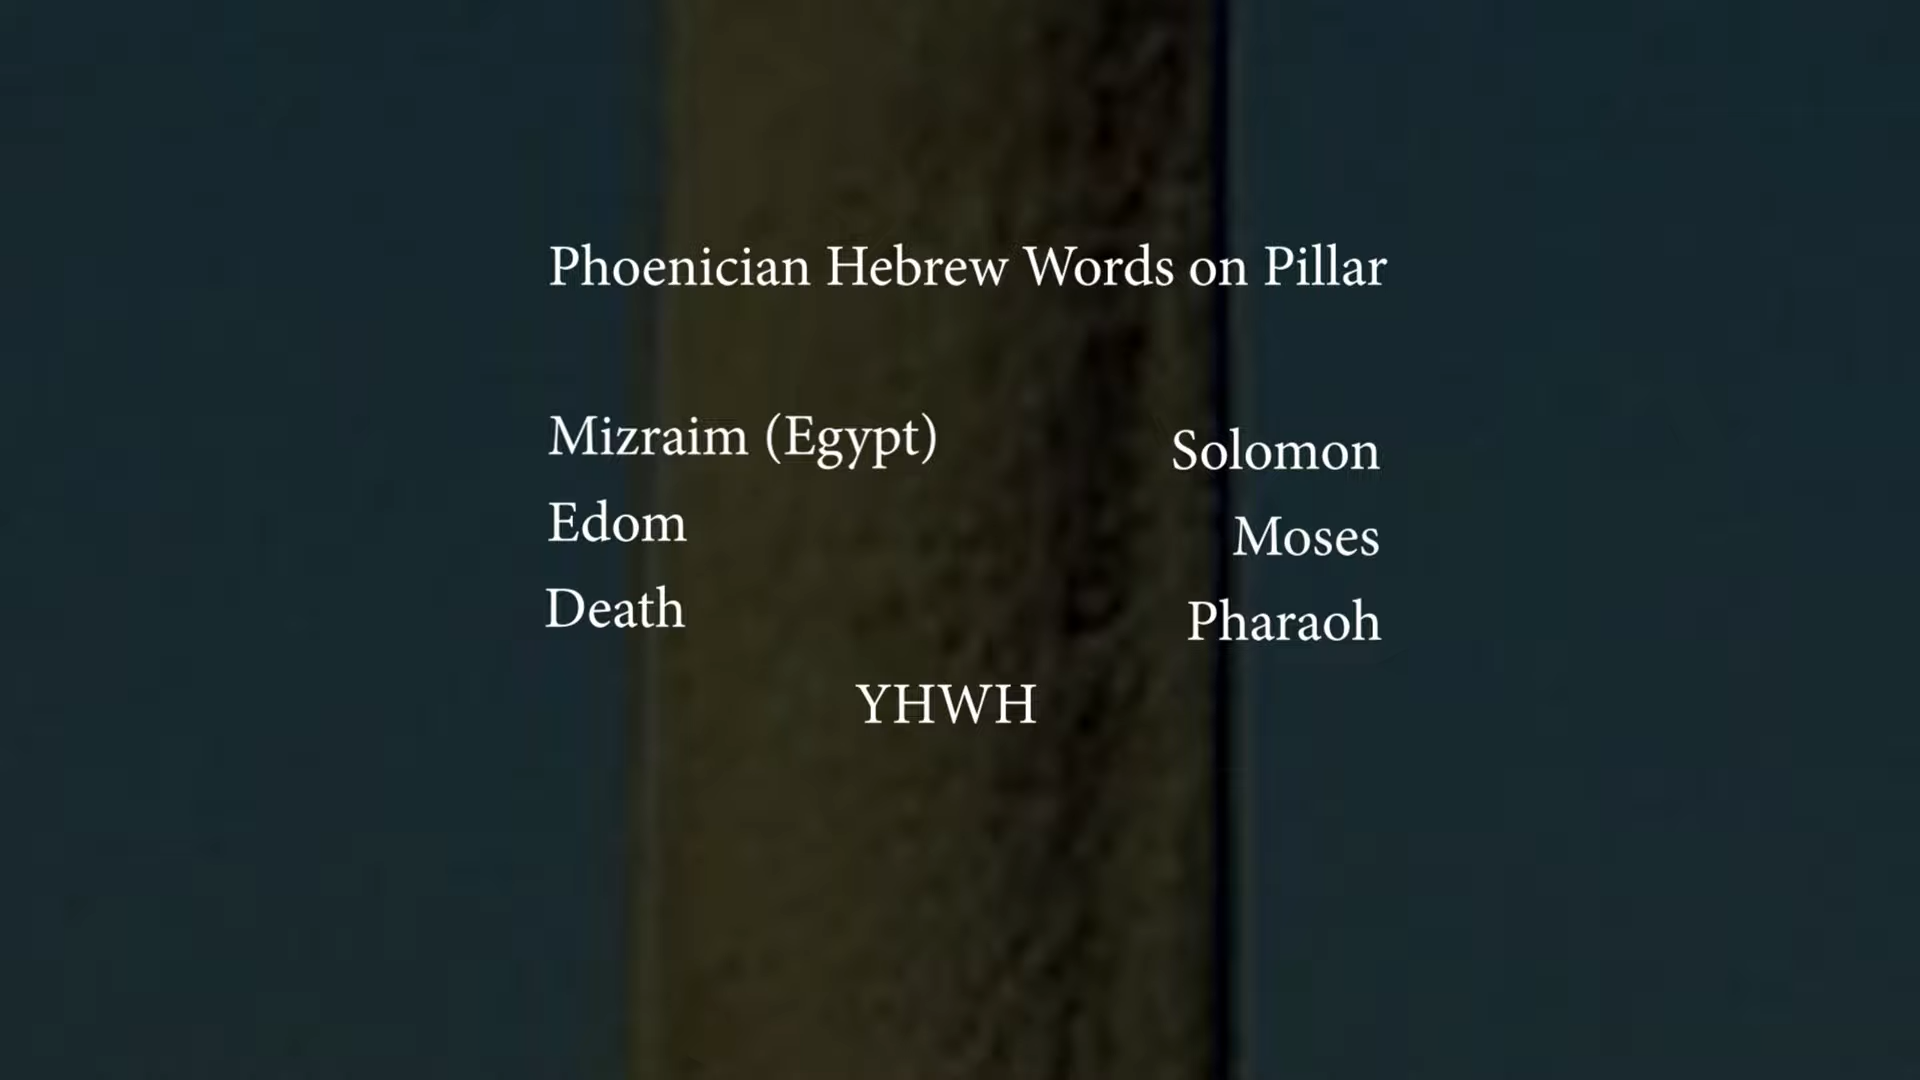 Phoenician Hebrew Words on Pillar
Mizraim (Egypt)
Edom
Death
Solomon
Moses
Pharaoh
YHWH